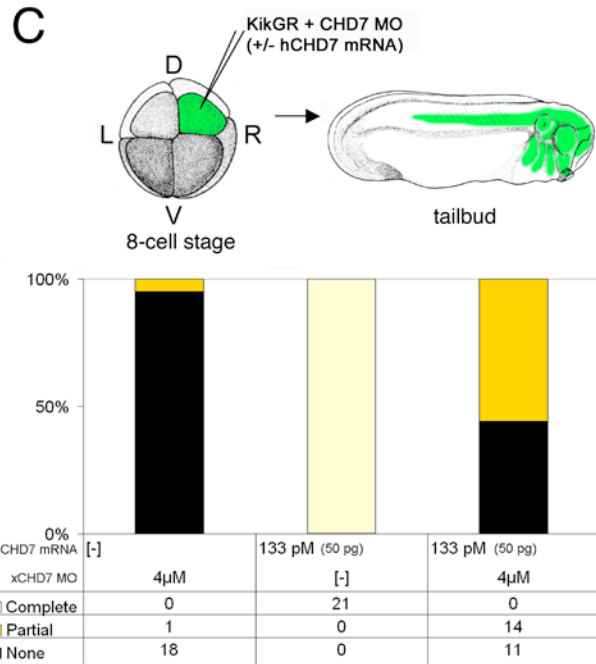 C
KikGR + CHD7 MO
(+/- hCHD7 mRNA)
D
L R
V
8-cell stage
tailbud
100%
50%
0%
CHD7 mRNA [-] 133 pM (50 pg) 133 pM (50 pg)
xCHD7 MO 4µM [-] 4µM
Complete 0 21 0
Partial 1 0 14
None 18 0 11